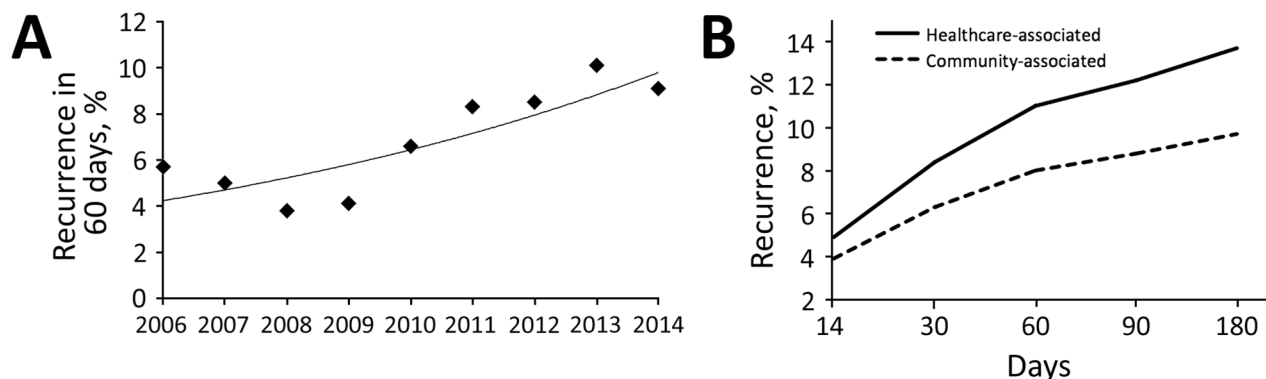 A
Recurrence in
60 days, %
12
10
8
6
4
2
0
2006 2007 2008 2009 2010 2011 2012 2013 2014
B
Recurrence, %
14
12
10
8
6
4
2
Healthcare-associated
Community-associated
14 30 60 90 180
Days